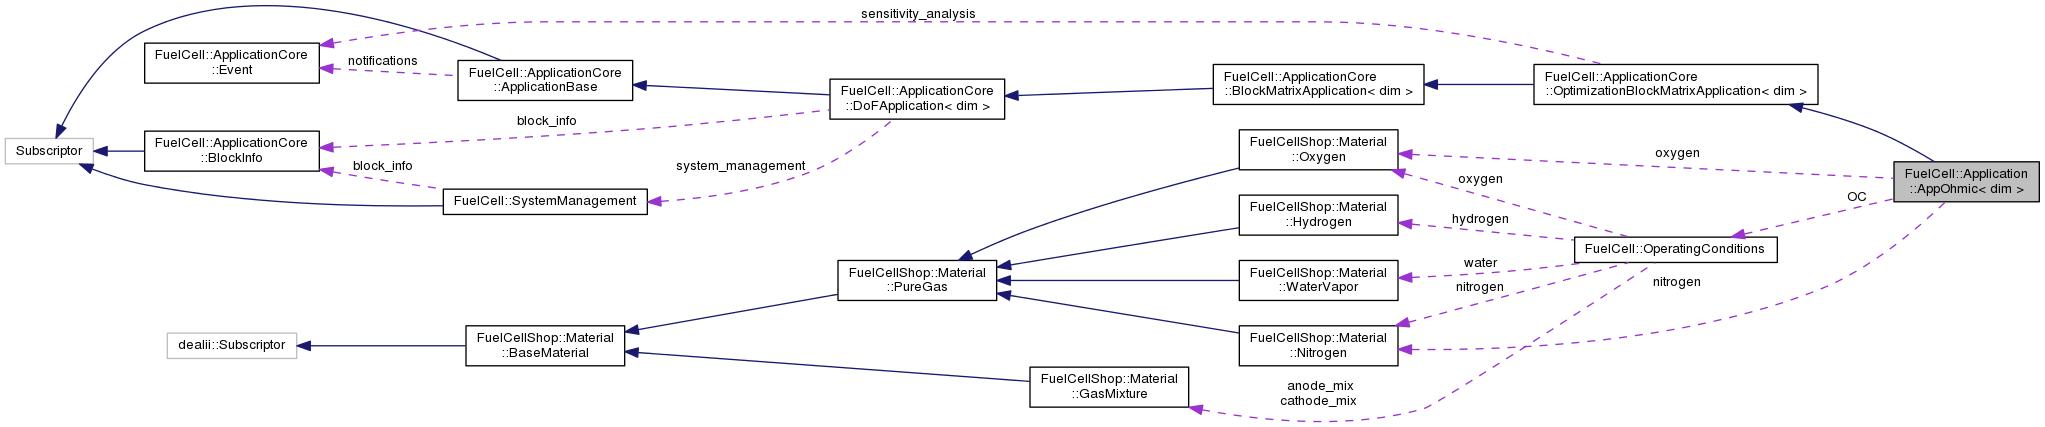 sensitivity_analysis
FuelCell::ApplicationCore
::Event
notifications
FuelCell::ApplicationCore
::ApplicationBase
FuelCell::ApplicationCore
::DoFApplication< dim >
FuelCell::ApplicationCore
::BlockMatrixApplication< dim >
FuelCell::ApplicationCore
::OptimizationBlockMatrixApplication< dim >
block_info
Subscriptor
FuelCell::ApplicationCore
::BlockInfo
block_info
system_management
FuelCell::SystemManagement
FuelCellShop::Material
::Oxygen
oxygen
oxygen
FuelCell::Application
::AppOhmic< dim >
OC
FuelCellShop::Material
::Hydrogen
hydrogen
FuelCell::OperatingConditions
FuelCellShop::Material
::PureGas
FuelCellShop::Material
::WaterVapor
water
nitrogen
nitrogen
dealii::Subscriptor
FuelCellShop::Material
::BaseMaterial
FuelCellShop::Material
::Nitrogen
FuelCellShop::Material
::GasMixture
anode_mix
cathode_mix